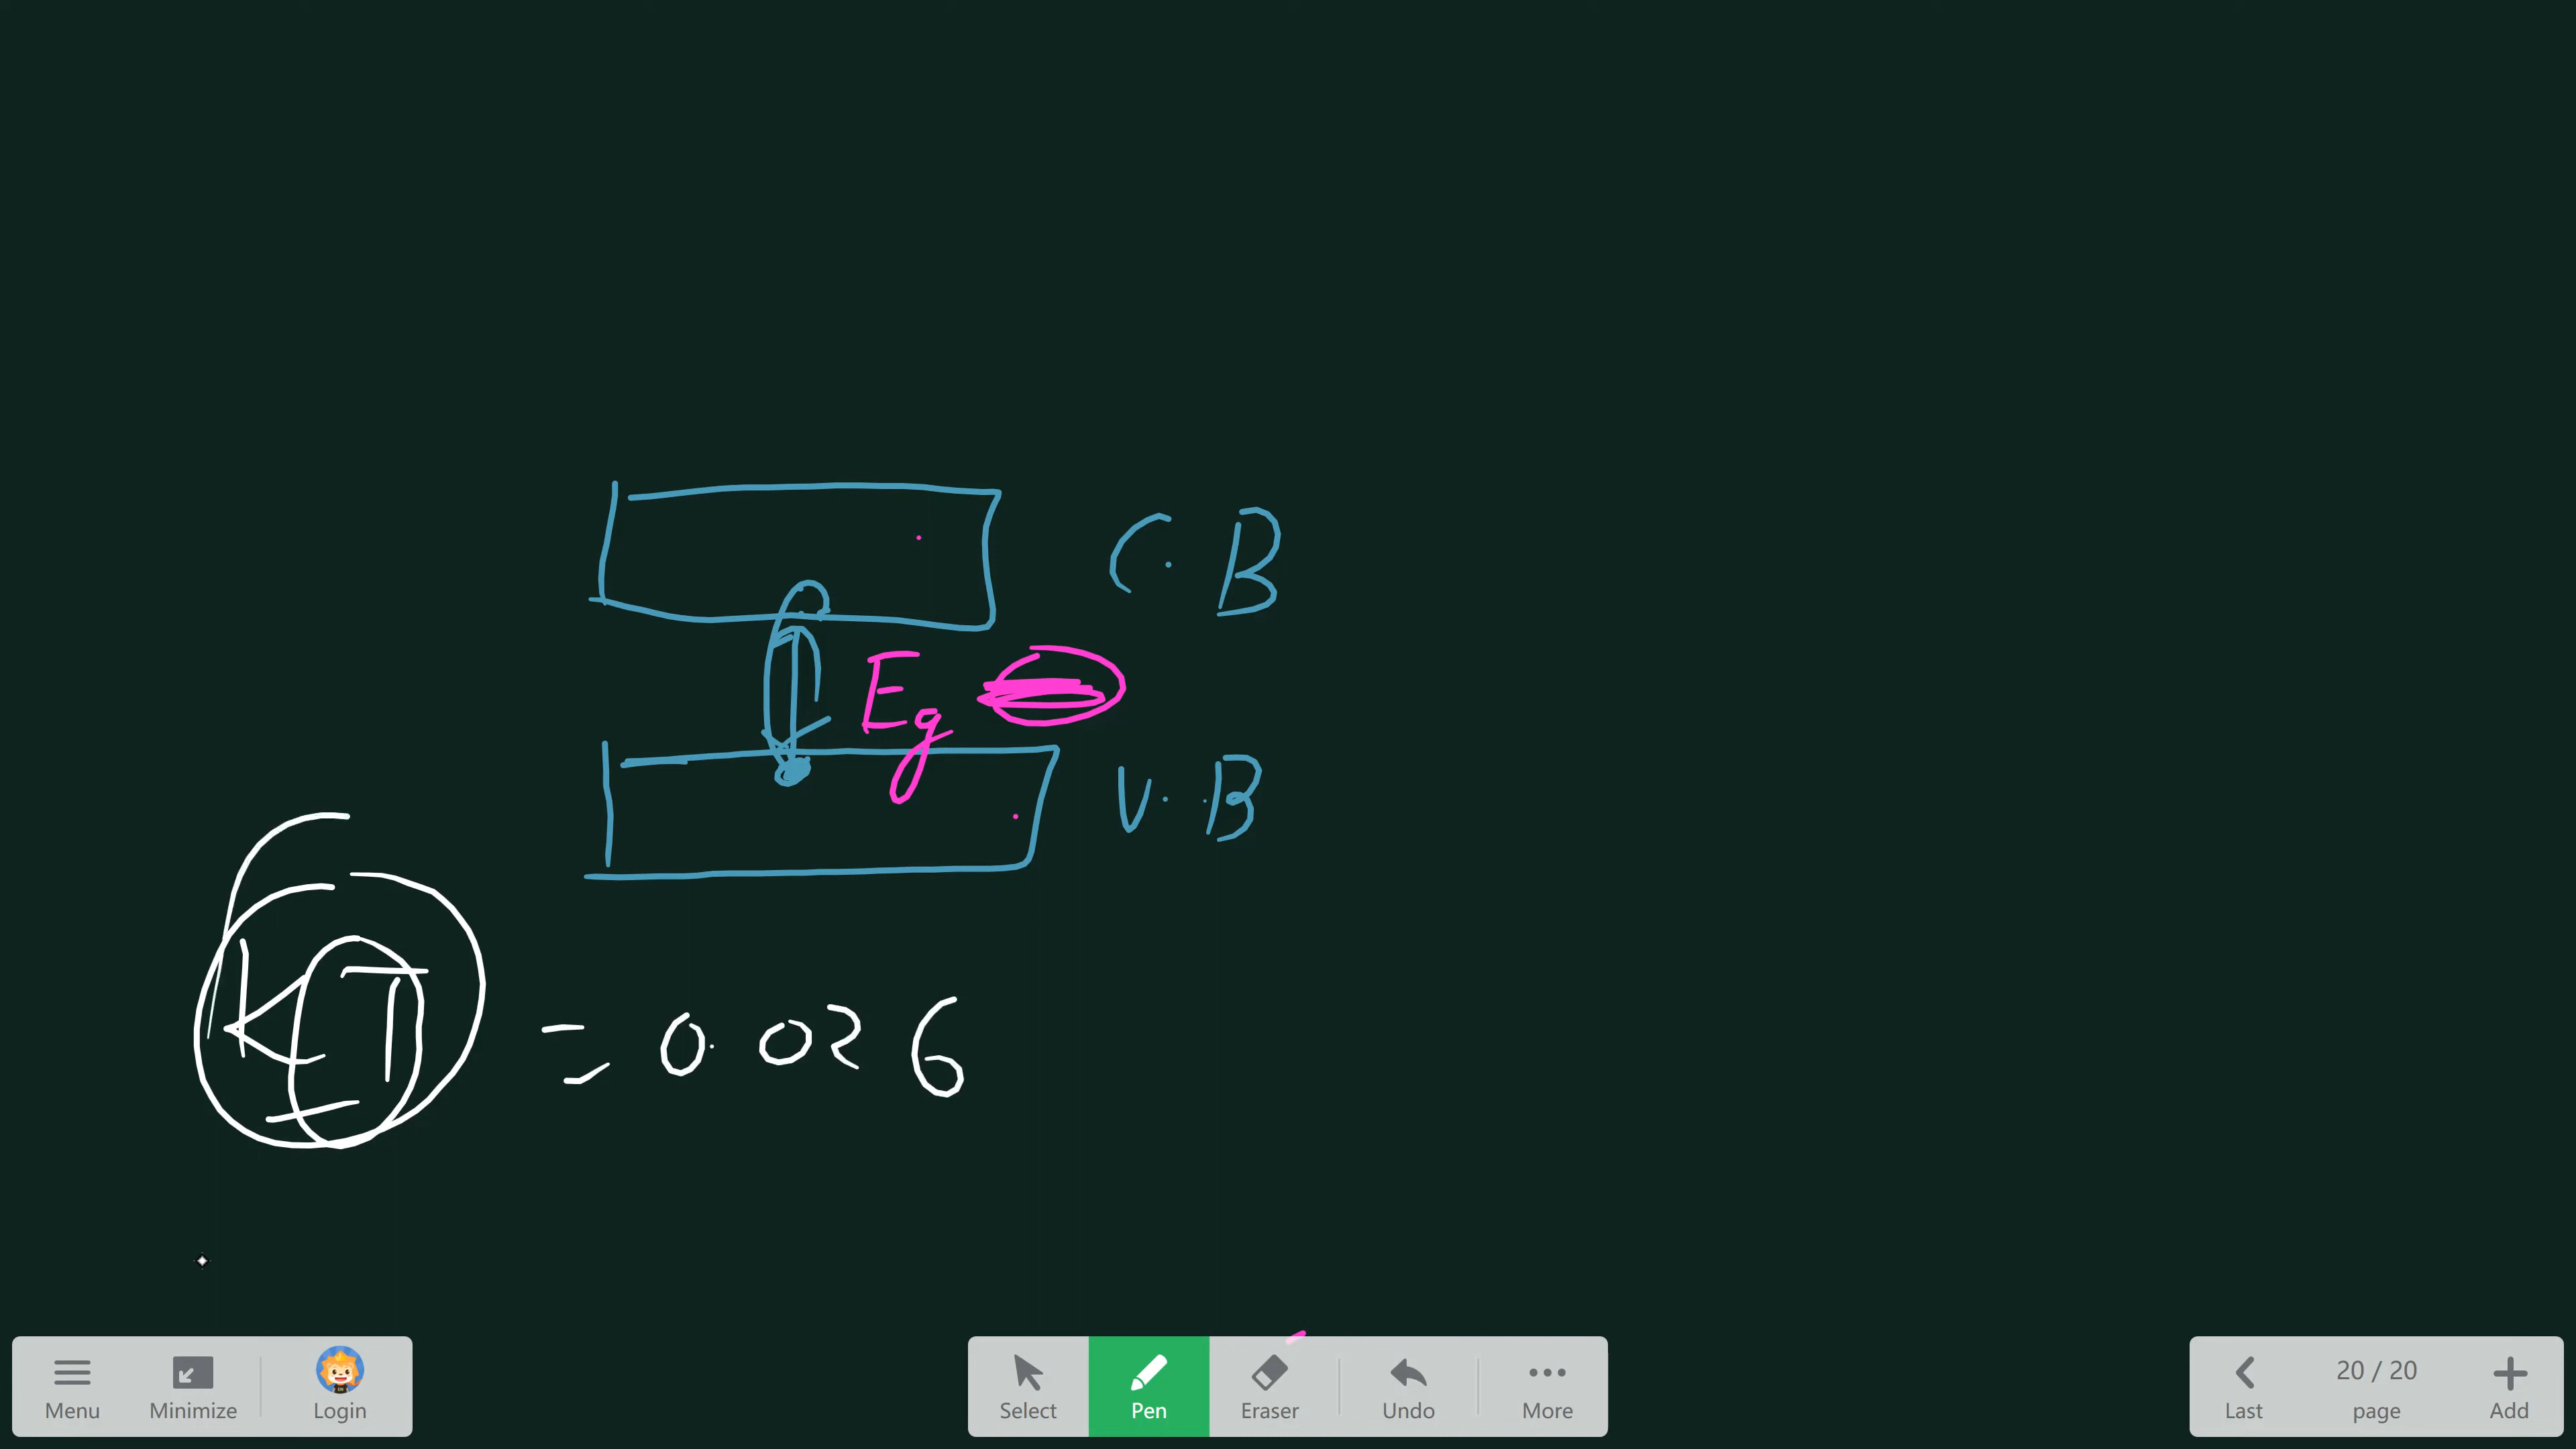 C. B
Eg
V. B
KT = 0.026
Menu
Minimize
Login
Select
Pen
Eraser
Undo
More
Last
20 / 20
page
Add